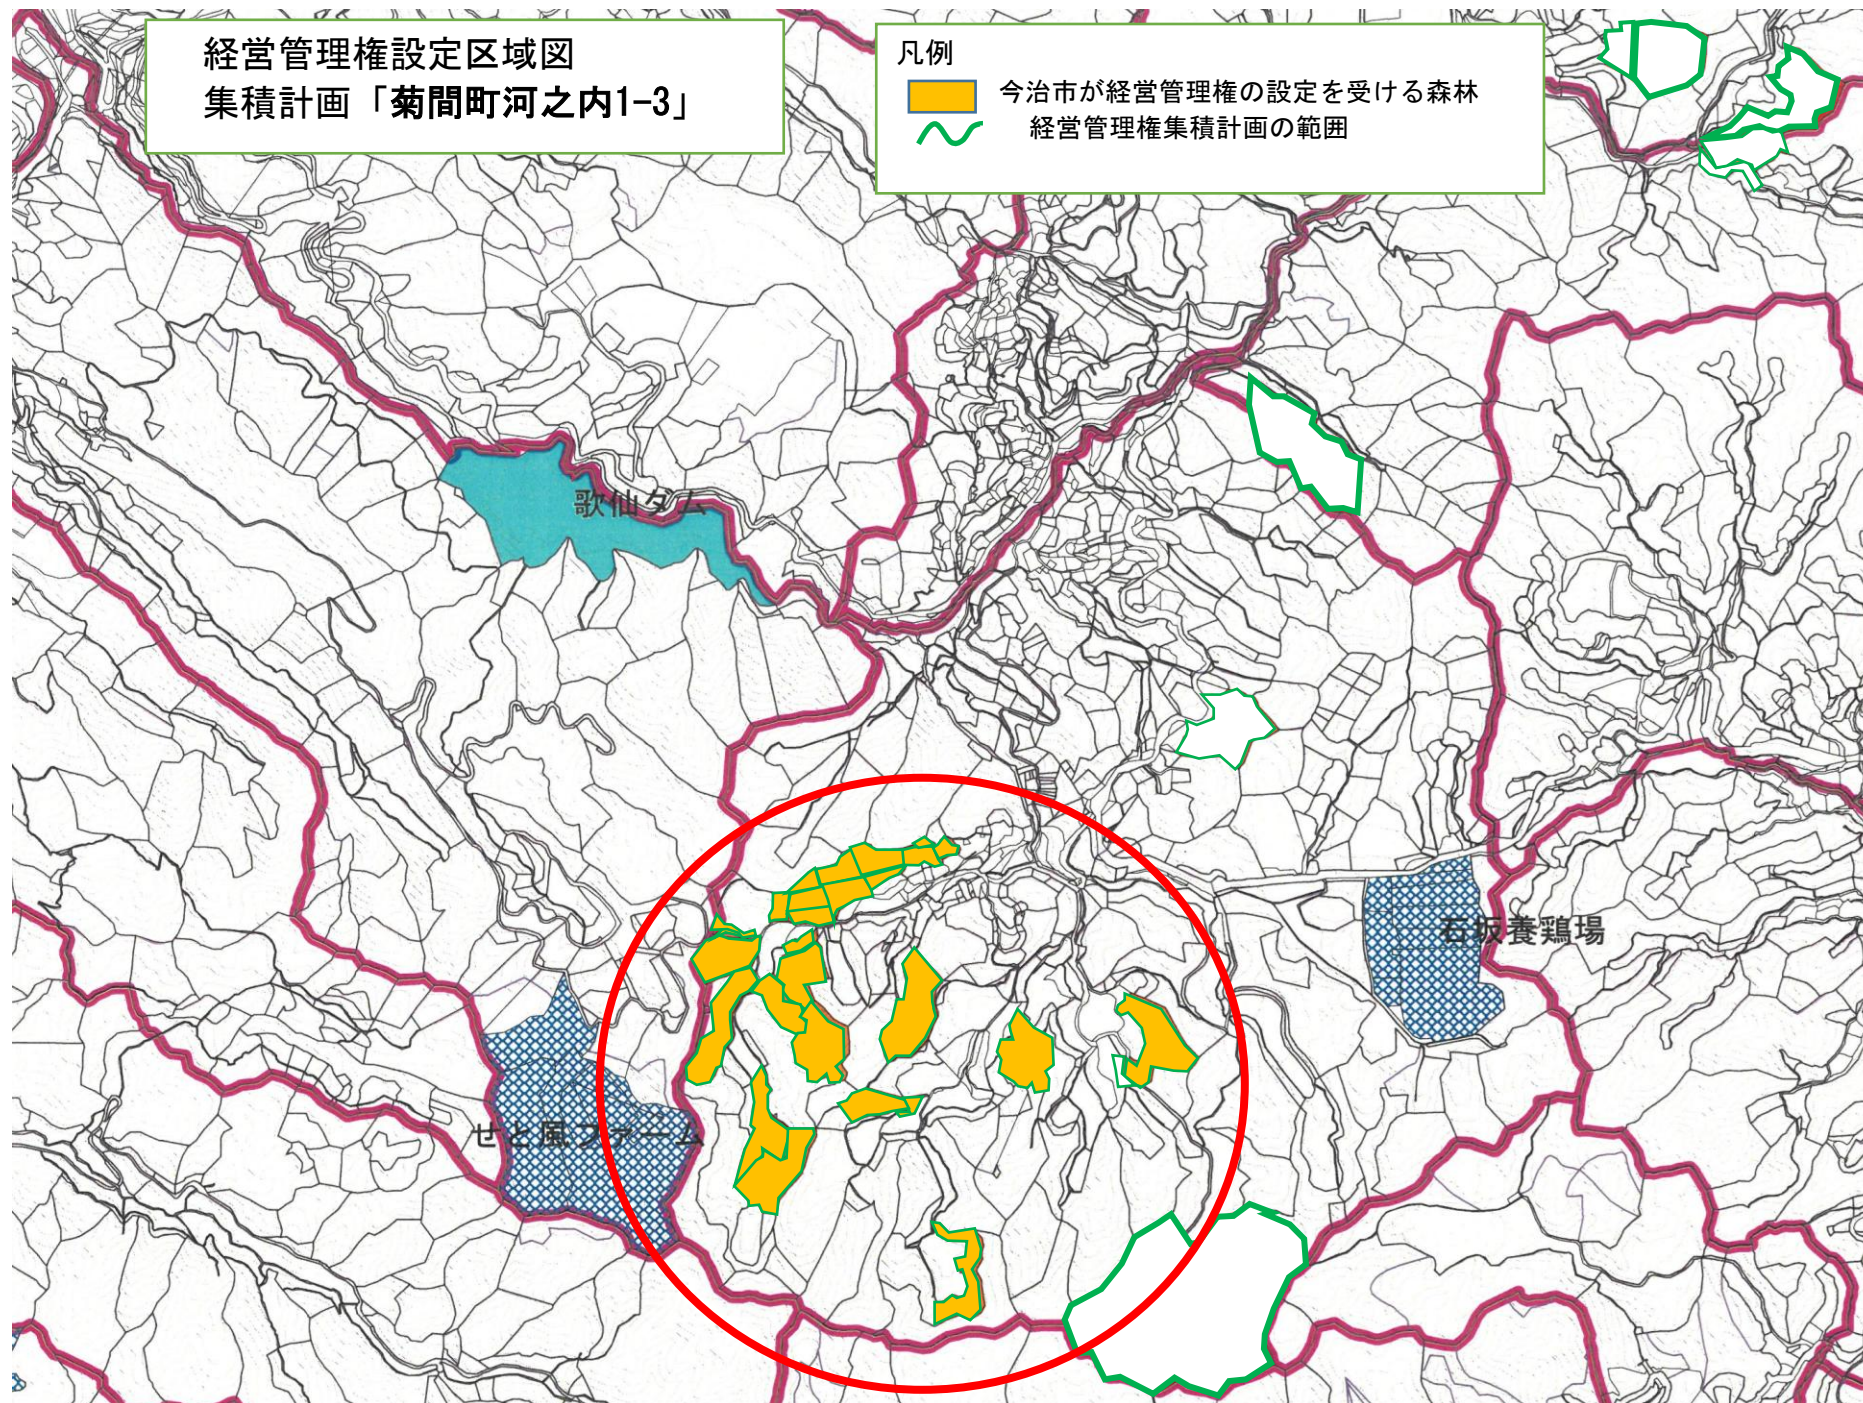 経営管理権設定区域図
集積計画「菊間町河之内1-3」
凡例
今治市が経営管理権の設定を受ける森林
経営管理権集積計画の範囲
歌仙ダム
石坂養鶏場
せと風ファーム